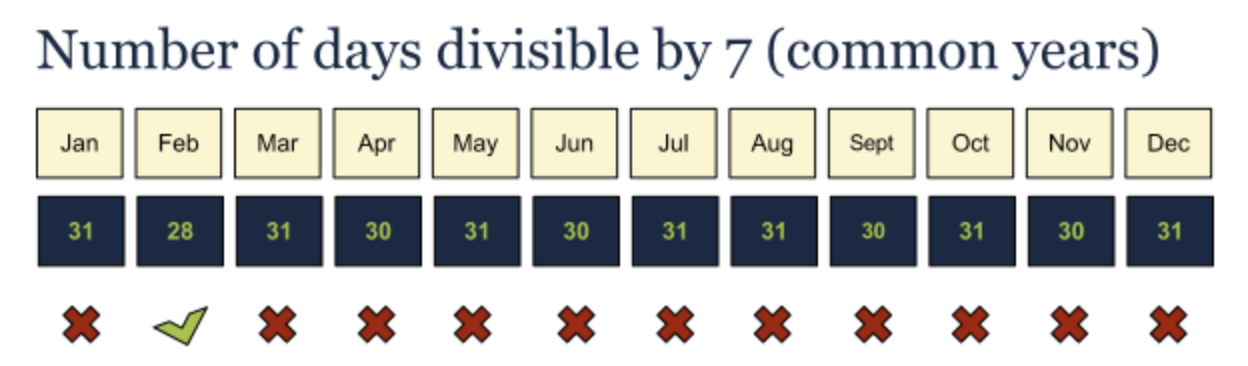 Number of days divisible by 7 (common years)
Jan Feb Mar Apr May Jun Jul Aug Sept Oct Nov Dec
31 28 31 30 31 30 31 31 30 31 30 31